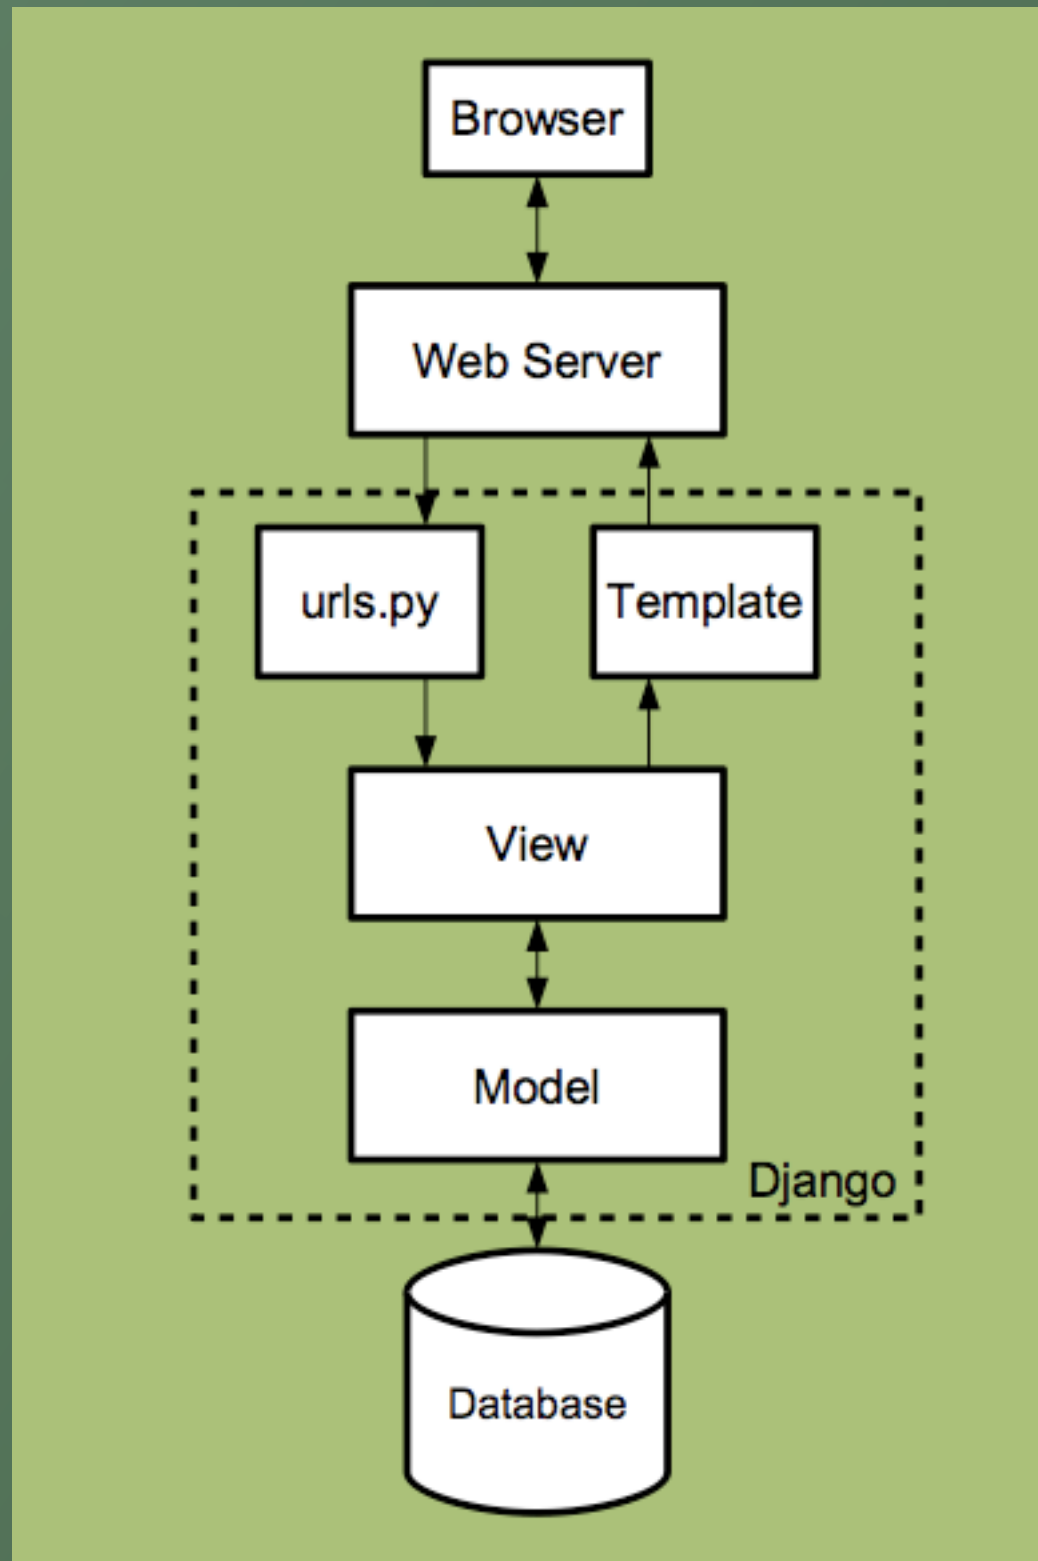 Browser
Web Server
urls.py
Template
View
Model
Django
Database